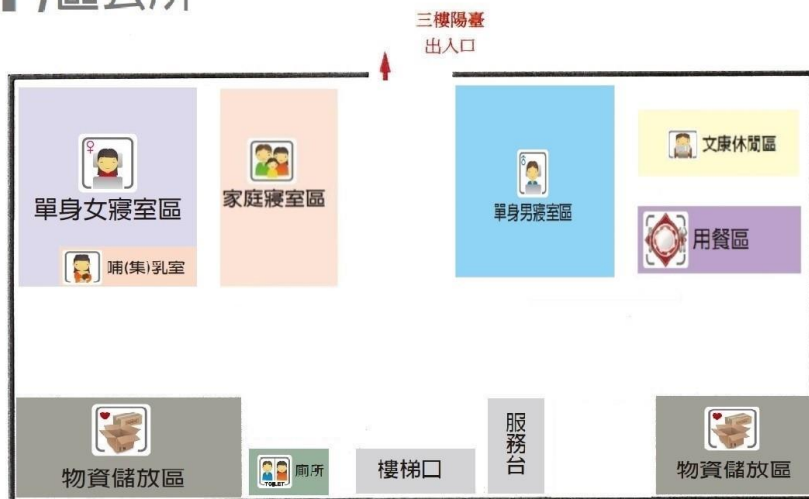 區公所
三樓陽臺
出入口
單身女寢室區
家庭寢室區
單身男寢室區
文康休閒區
用餐區
哺(集)乳室
物資儲放區
TOILET
廁所
樓梯口
服務台
物資儲放區